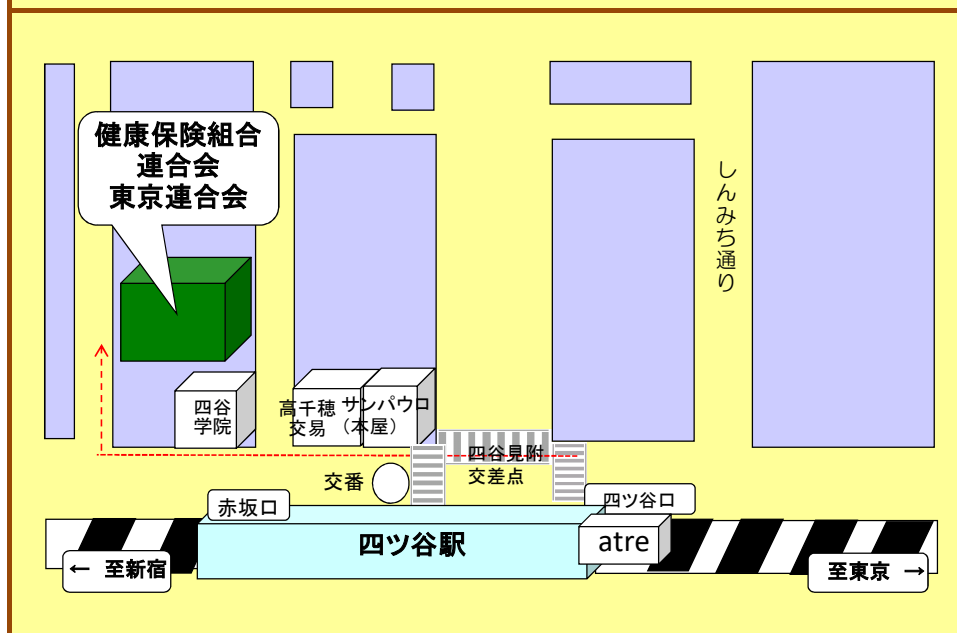 健康保険組合
連合会
東京連合会
しんみち通り
四谷
学院
高千穂
交易
サンパウロ
（本屋）
四谷見附
交差点
交番
赤坂口
四ツ谷口
四ツ谷駅
atre
← 至新宿
至東京 →